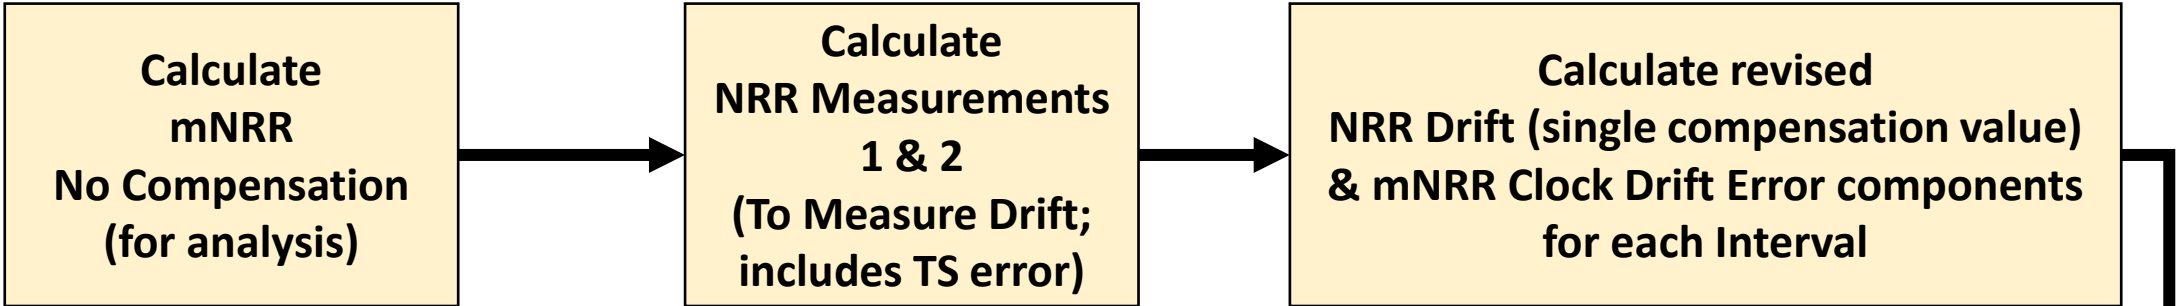 Calculate
mNRR
No Compensation
(for analysis)
Calculate
NRR Measurements
1 & 2
(To Measure Drift;
includes TS error)
Calculate revised
NRR Drift (single compensation value)
& mNRR Clock Drift Error components
for each Interval